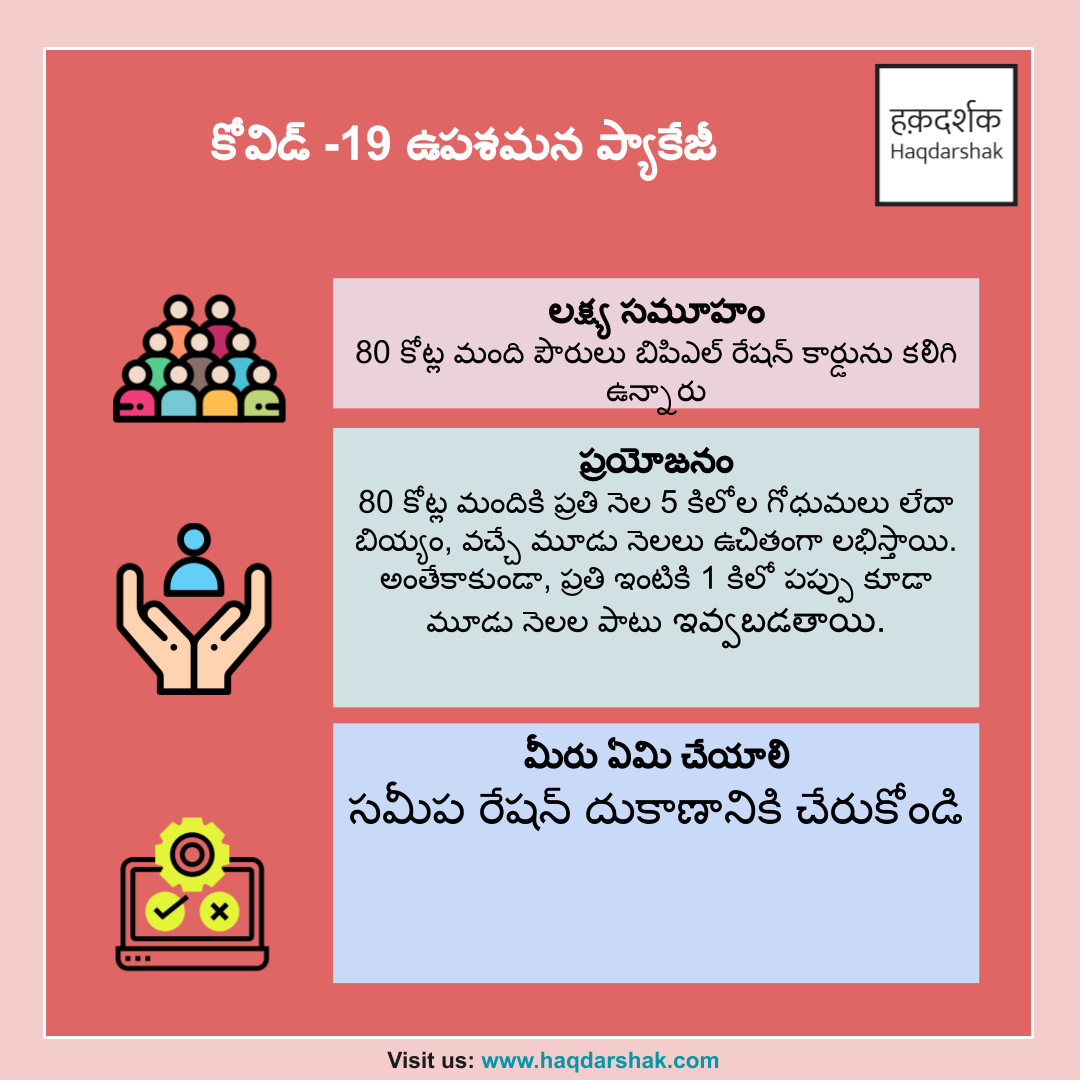 కోవిడ్ -19 ఉపశమన ప్యాకేజీ
हक़दर्शक
Haqdarshak
లక్ష్య సమూహం
80 కోట్ల మంది పౌరులు బిపిఎల్ రేషన్ కార్డును కలిగి
ఉన్నారు
ప్రయోజనం
80 కోట్ల మందికి ప్రతి నెల 5 కిలోల గోధుమలు లేదా
బియ్యం, వచ్చే మూడు నెలలు ఉచితంగా లభిస్తాయి.
అంతేకాకుండా, ప్రతి ఇంటికి 1 కిలో పప్పు కూడా
మూడు నెలల పాటు ఇవ్వబడతాయి.
మీరు ఏమి చేయాలి
సమీప రేషన్ దుకాణానికి చేరుకోండి
Visit us: www.haqdarshak.com